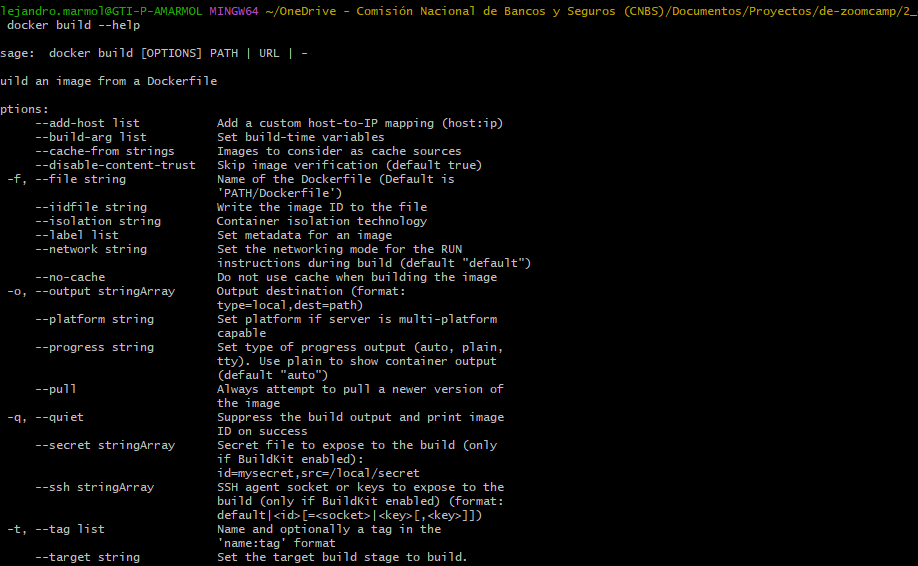 lejandro.marmol@GTI-P-AMARMOL MINGW64 ~/OneDrive - Comisión Nacional de Bancos y Seguros (CNBS)/Documentos/Proyectos/de-zoomcamp/2_
docker build --help
sage:  docker build [OPTIONS] PATH | URL | -
uild an image from a Dockerfile
ptions:
--add-host list           Add a custom host-to-IP mapping (host:ip)
--build-arg list          Set build-time variables
--cache-from strings      Images to consider as cache sources
--disable-content-trust   Skip image verification (default true)
-f, --file string             Name of the Dockerfile (Default is
'PATH/Dockerfile')
--iidfile string          Write the image ID to the file
--isolation string        Container isolation technology
--label list              Set metadata for an image
--network string          Set the networking mode for the RUN
instructions during build (default "default")
--no-cache                Do not use cache when building the image
-o, --output stringArray      Output destination (format:
type=local,dest=path)
--platform string         Set platform if server is multi-platform
capable
--progress string         Set type of progress output (auto, plain,
tty). Use plain to show container output
(default "auto")
--pull                    Always attempt to pull a newer version of
the image
-q, --quiet                   Suppress the build output and print image
ID on success
--secret stringArray      Secret file to expose to the build (only
if BuildKit enabled):
id=mysecret,src=/local/secret
--ssh stringArray         SSH agent socket or keys to expose to the
build (only if BuildKit enabled) (format:
default|<id>[=<socket>|<key>[,<key>]])
-t, --tag list                Name and optionally a tag in the
'name:tag' format
--target string           Set the target build stage to build.